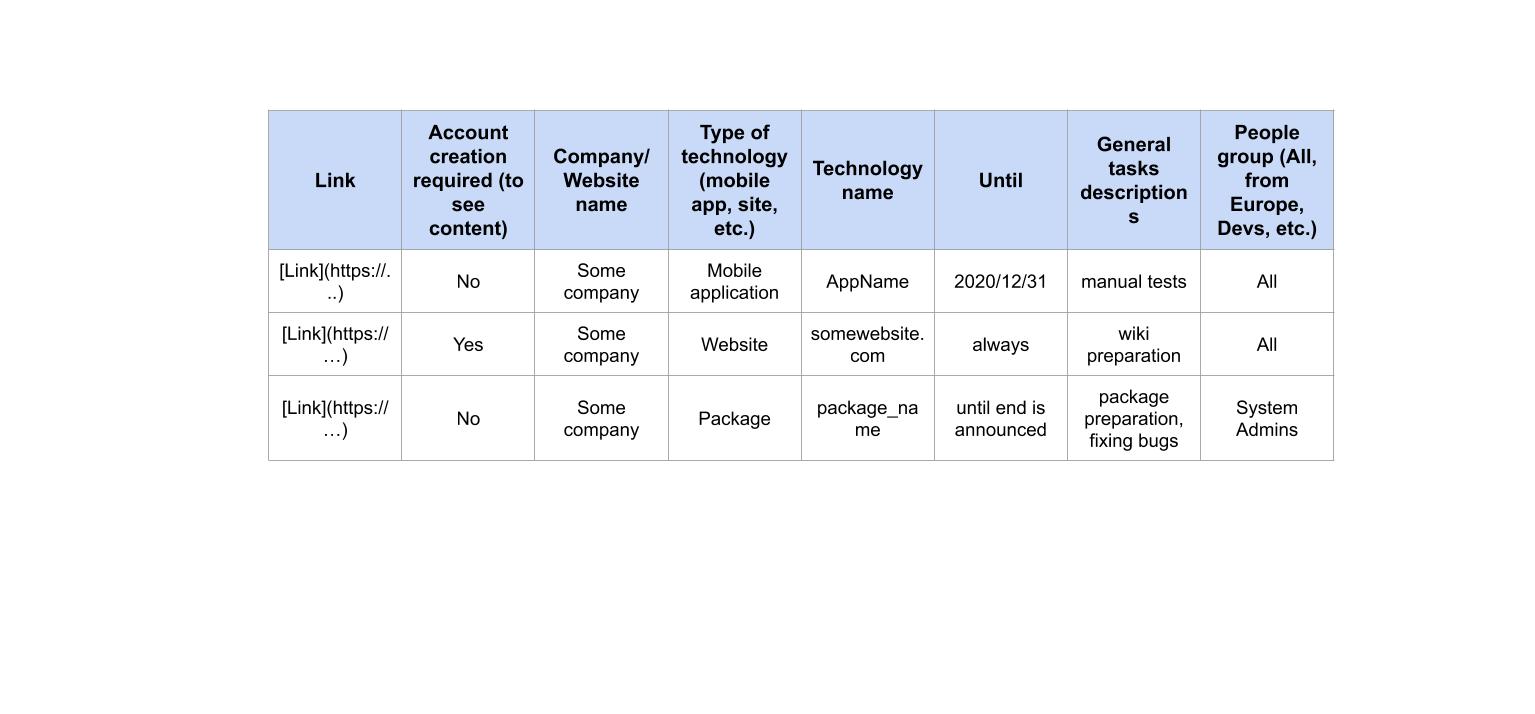 Link
Account
creation
required (to
see
content)
Company/
Website
name
Type of
technology
(mobile
app, site,
etc.)
Technology
name
Until
General
tasks
description
s
People
group (All,
from
Europe,
Devs, etc.)
[Link](https://.
..)
No
Some
company
Mobile
application
AppName
2020/12/31
manual tests
All
[Link](https://
…)
Yes
Some
company
Website
somewebsite.
com
always
wiki
preparation
All
[Link](https://
…)
No
Some
company
Package
package_na
me
until end is
announced
package
preparation,
fixing bugs
System
Admins